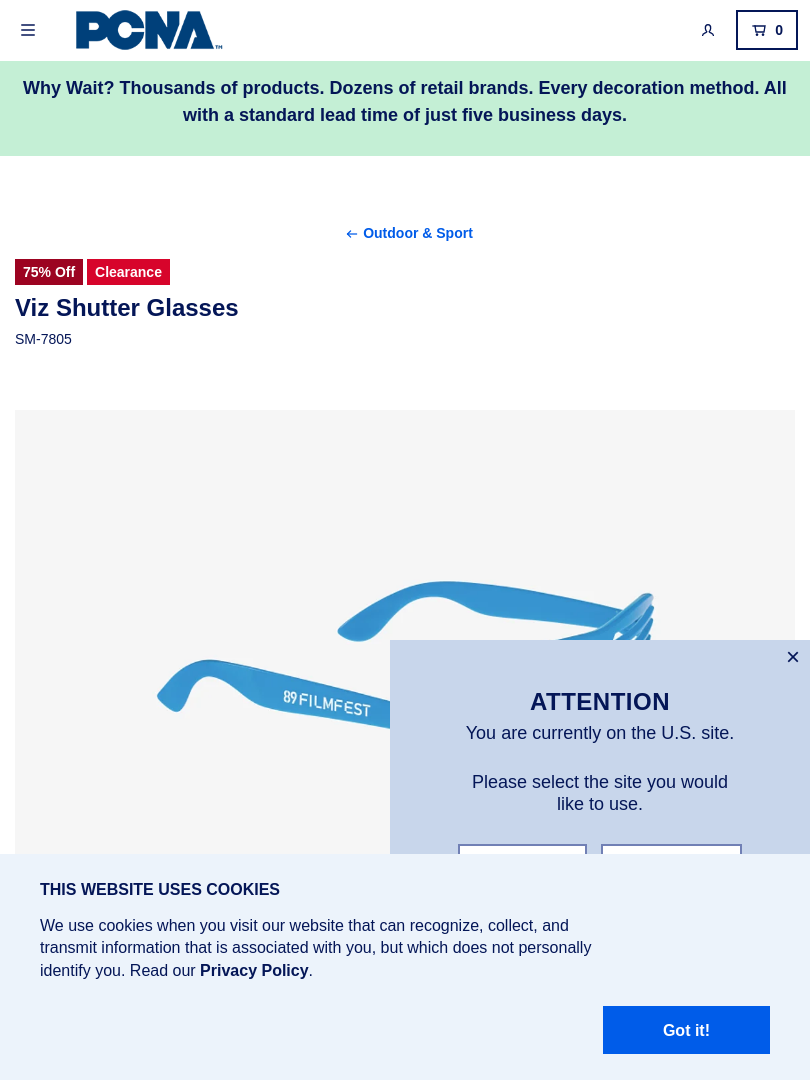 PCNA™
0
Why Wait? Thousands of products. Dozens of retail brands. Every decoration method. All
with a standard lead time of just five business days.
← Outdoor & Sport
75% Off Clearance
Viz Shutter Glasses
SM-7805
89 FILMFEST
ATTENTION
You are currently on the U.S. site.
Please select the site you would
like to use.
THIS WEBSITE USES COOKIES
We use cookies when you visit our website that can recognize, collect, and
transmit information that is associated with you, but which does not personally
identify you. Read our Privacy Policy.
Got it!